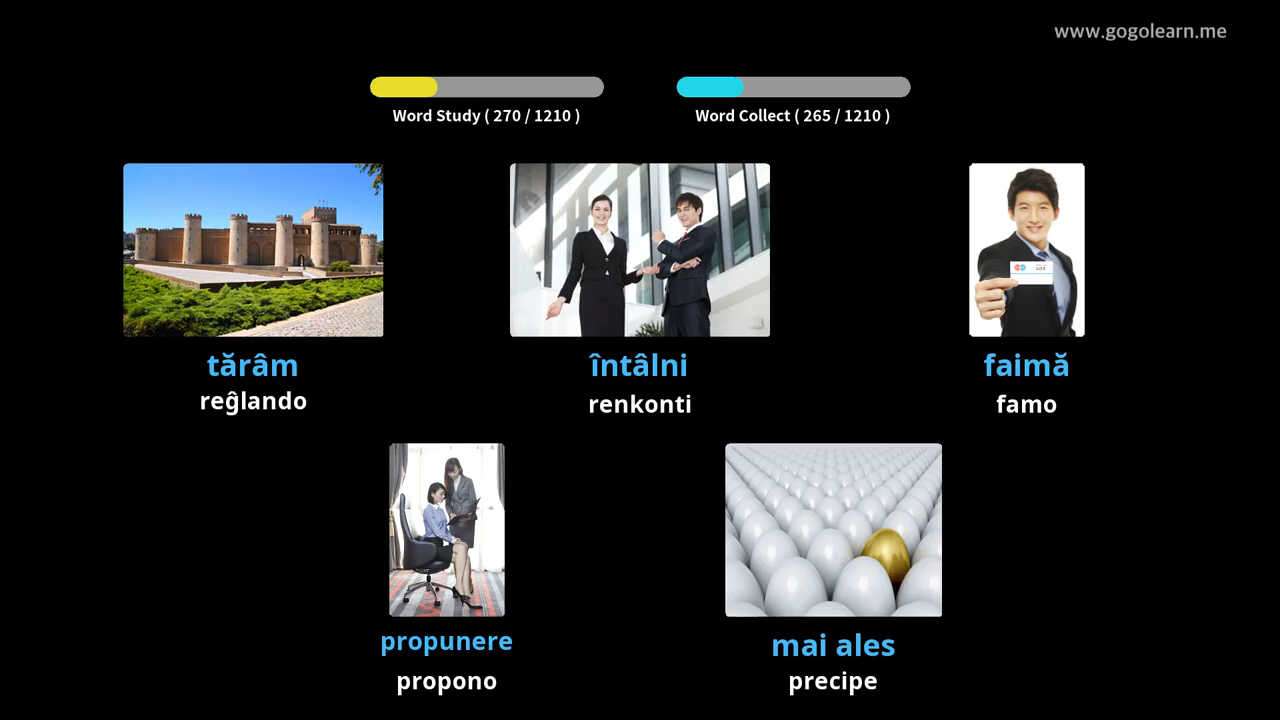 www.gogolearn.me
Word Study ( 270 / 1210 )
Word Collect ( 265 / 1210 )
tărâm
întâlni
faimă
reĝlando
renkonti
famo
propunere
mai ales
propono
precipe